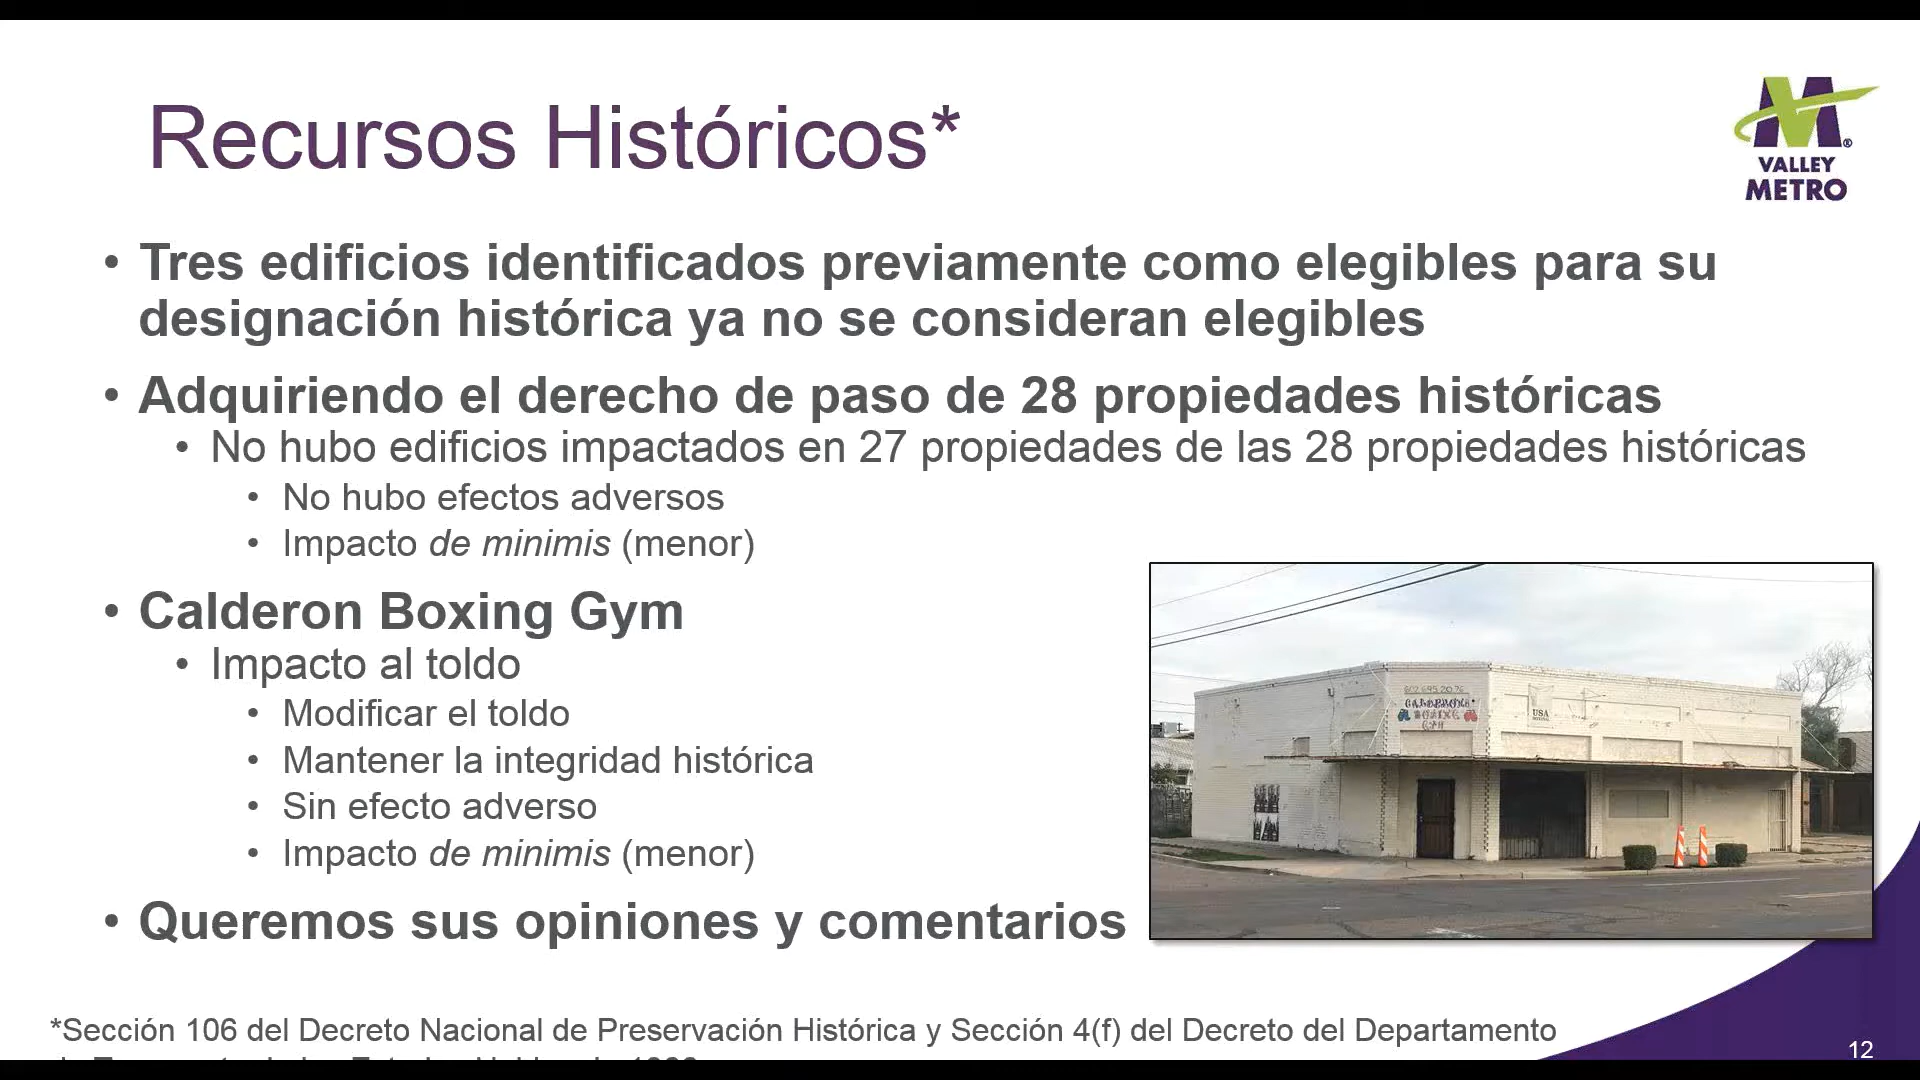 Recursos Históricos*
VALLEY
METRO
• Tres edificios identificados previamente como elegibles para su
designación histórica ya no se consideran elegibles
• Adquiriendo el derecho de paso de 28 propiedades históricas
• No hubo edificios impactados en 27 propiedades de las 28 propiedades históricas
• No hubo efectos adversos
• Impacto de minimis (menor)
• Calderon Boxing Gym
• Impacto al toldo
• Modificar el toldo
• Mantener la integridad histórica
• Sin efecto adverso
• Impacto de minimis (menor)
• Queremos sus opiniones y comentarios
BOXING
GYM
USA
*Sección 106 del Decreto Nacional de Preservación Histórica y Sección 4(f) del Decreto del Departamento
12